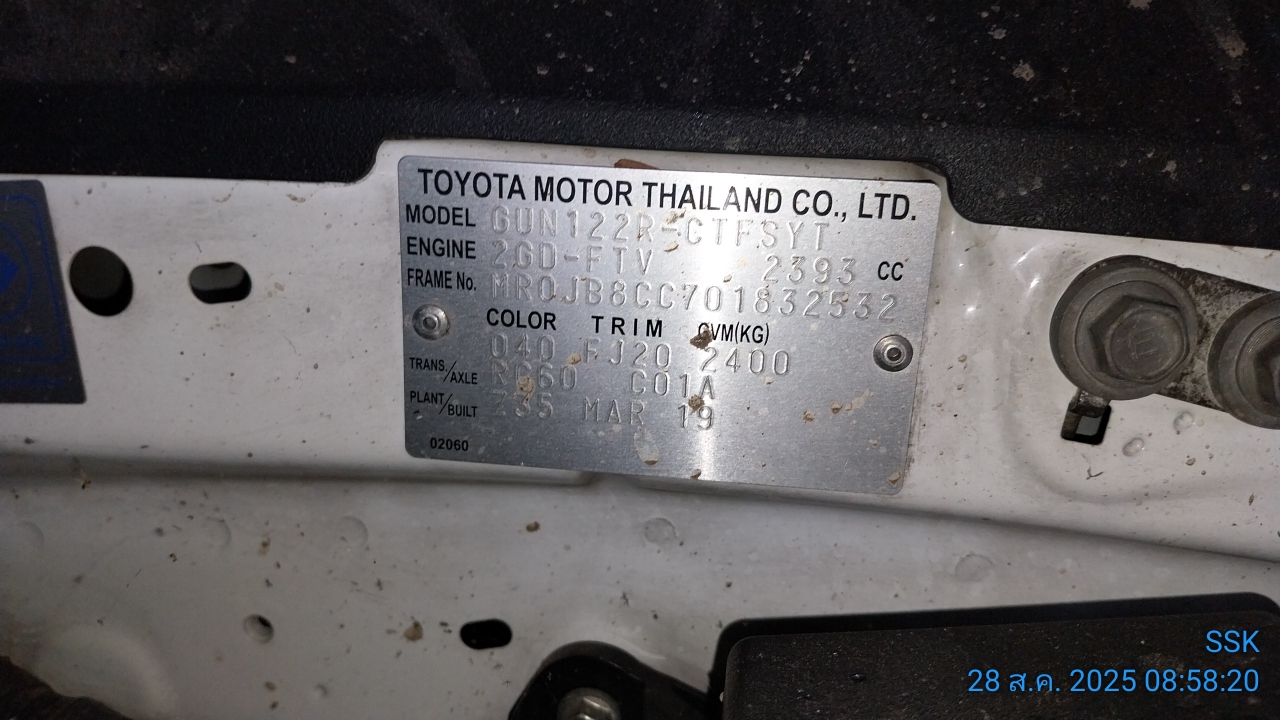 TOYOTA MOTOR THAILAND CO., LTD.
MODEL GUN122R-CTFSYT
ENGINE 2GD-FTV 2393 CC
FRAME No. MR0JB8CC701832532
COLOR TRIM GVM(KG)
040 FJ20 2400
TRANS./AXLE RC60 C01A
PLANT/BUILT Z35 MAR 19
02060
SSK
28 ส.ค. 2025 08:58:20